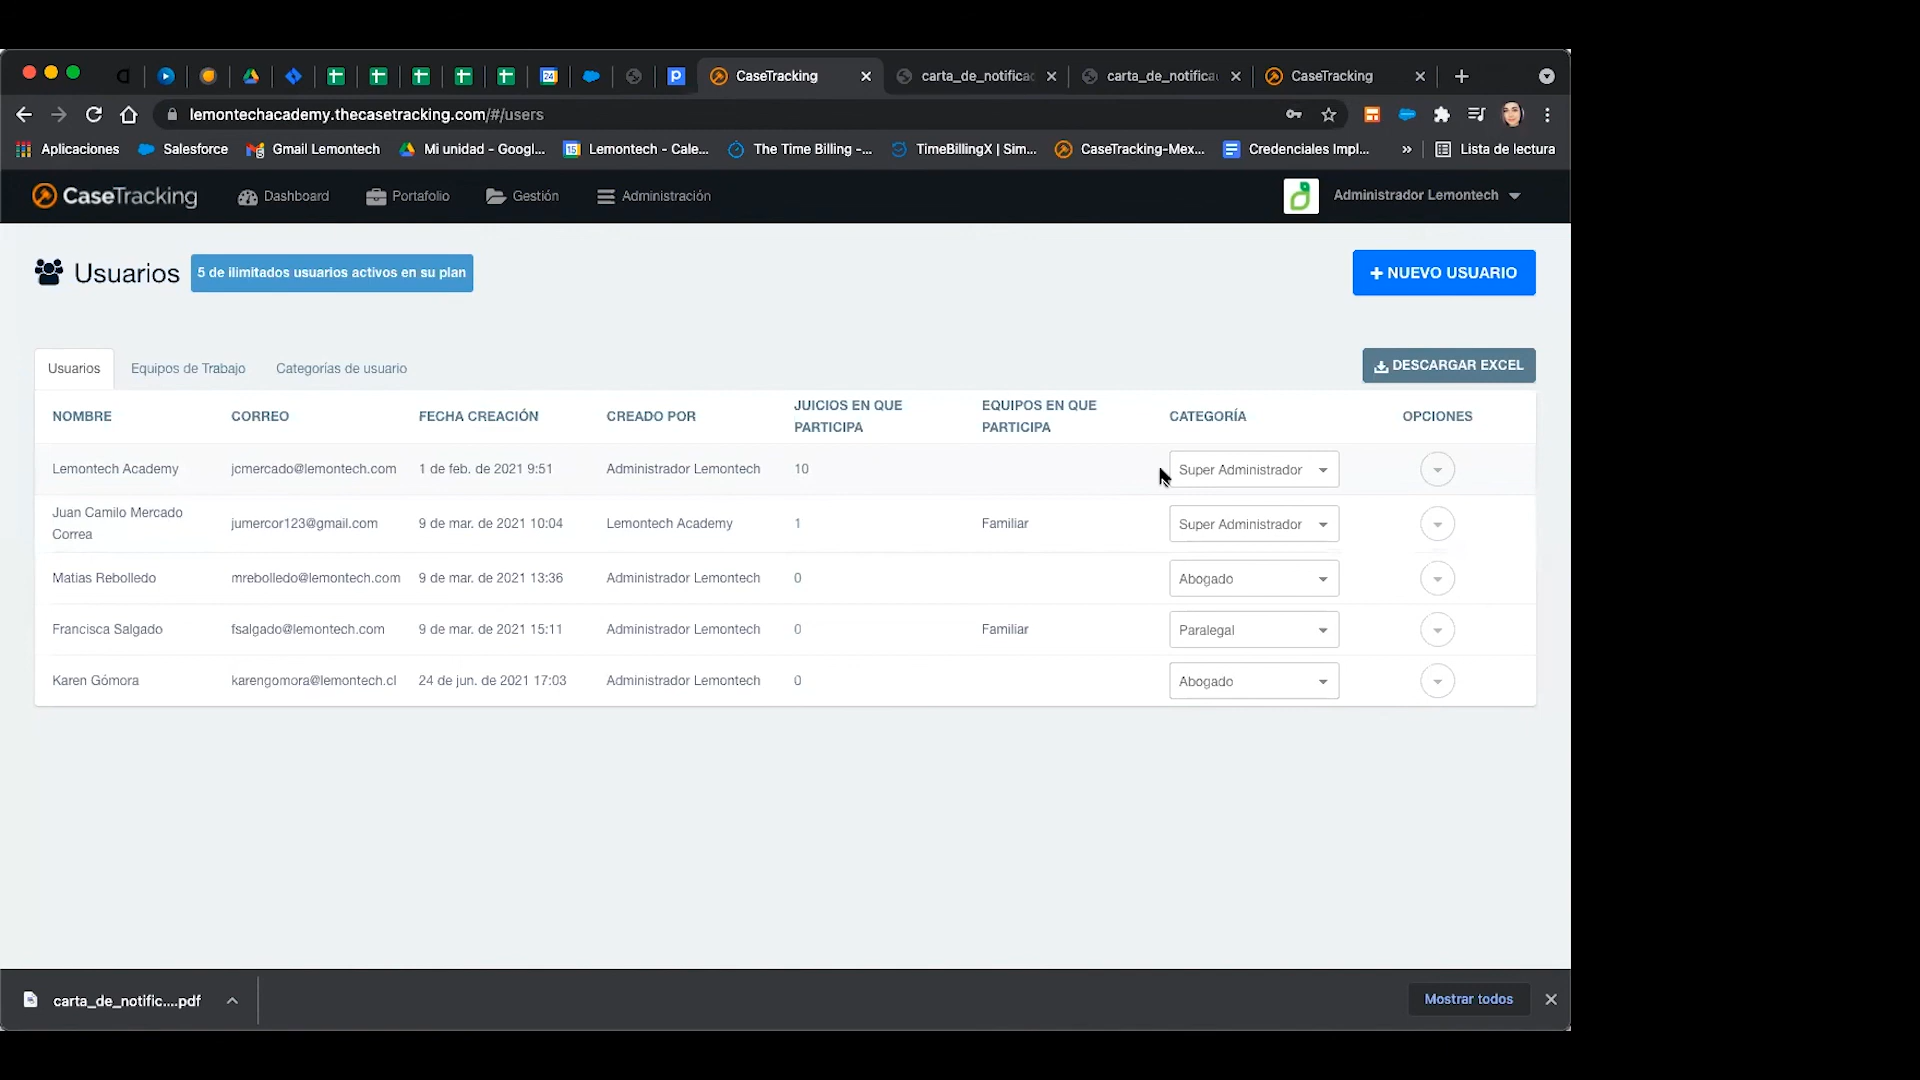 CaseTracking
carta_de_notificac
carta_de_notificac
CaseTracking
lemontechacademy.thecasetracking.com/#/users
Aplicaciones
Salesforce
Gmail Lemontech
Mi unidad - Googl...
Lemontech - Cale...
The Time Billing -...
TimeBillingX | Sim...
CaseTracking-Mex...
Credenciales Impl...
»
Lista de lectura
CaseTracking
Dashboard
Portafolio
Gestión
Administración
Administrador Lemontech
Usuarios
5 de ilimitados usuarios activos en su plan
+ NUEVO USUARIO
Usuarios
Equipos de Trabajo
Categorías de usuario
DESCARGAR EXCEL
NOMBRE
CORREO
FECHA CREACIÓN
CREADO POR
JUICIOS EN QUE
PARTICIPA
EQUIPOS EN QUE
PARTICIPA
CATEGORÍA
OPCIONES
Lemontech Academy
jcmercado@lemontech.com
1 de feb. de 2021 9:51
Administrador Lemontech
10
Super Administrador
Juan Camilo Mercado
Correa
jumercor123@gmail.com
9 de mar. de 2021 10:04
Lemontech Academy
1
Familiar
Super Administrador
Matias Rebolledo
mrebolledo@lemontech.com
9 de mar. de 2021 13:36
Administrador Lemontech
0
Abogado
Francisca Salgado
fsalgado@lemontech.com
9 de mar. de 2021 15:11
Administrador Lemontech
0
Familiar
Paralegal
Karen Gómora
karengomora@lemontech.cl
24 de jun. de 2021 17:03
Administrador Lemontech
0
Abogado
carta_de_notific....pdf
Mostrar todos